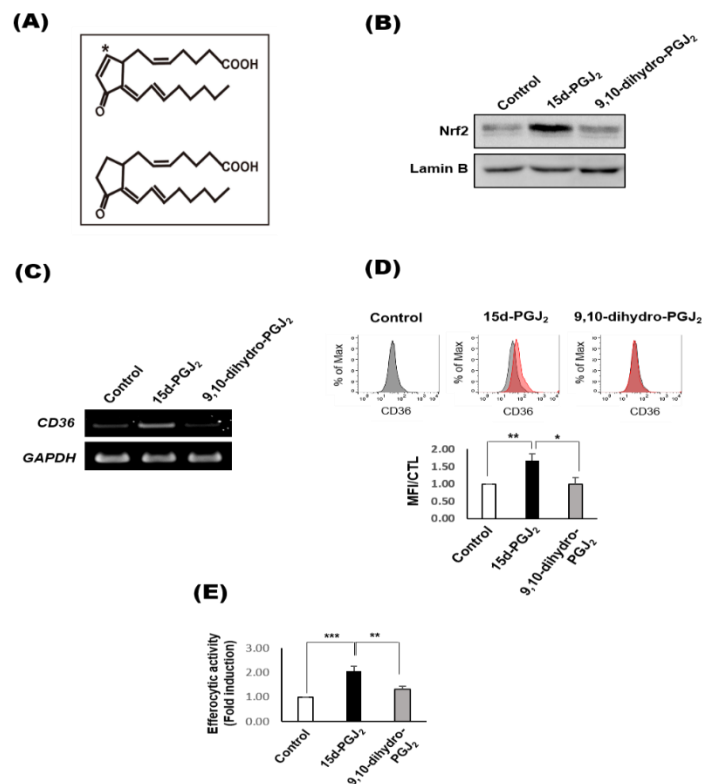 (A)
*
COOH
O
COOH
O
(B)
Control
15d-PGJ₂
9,10-dihydro-PGJ₂
Nrf2
Lamin B
(C)
Control
15d-PGJ₂
9,10-dihydro-PGJ₂
CD36
GAPDH
(D)
Control
15d-PGJ₂
9,10-dihydro-PGJ₂
% of Max
% of Max
% of Max
CD36
CD36
CD36
** *
MFI/CTL
2.00
1.50
1.00
0.50
0.00
Control
15d-PGJ₂
9,10-dihydro-
PGJ₂
(E)
*** **
Efferocytic activity
(Fold induction)
3.00
2.00
1.00
0.00
Control
15d-PGJ₂
9,10-dihydro-
PGJ₂